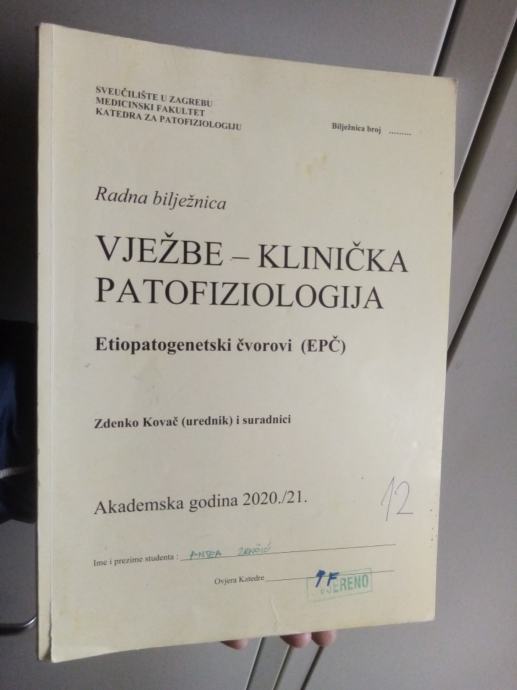 SVEUČILIŠTE U ZAGREBU
MEDICINSKI FAKULTET
KATEDRA ZA PATOFIZIOLOGIJU
Bilježnica broj ........
Radna bilježnica
VJEŽBE – KLINIČKA
PATOFIZIOLOGIJA
Etiopatogenetski čvorovi (EPČ)
Zdenko Kovač (urednik) i suradnici
Akademska godina 2020./21.
12
Ime i prezime studenta :
Ovjera Katedre